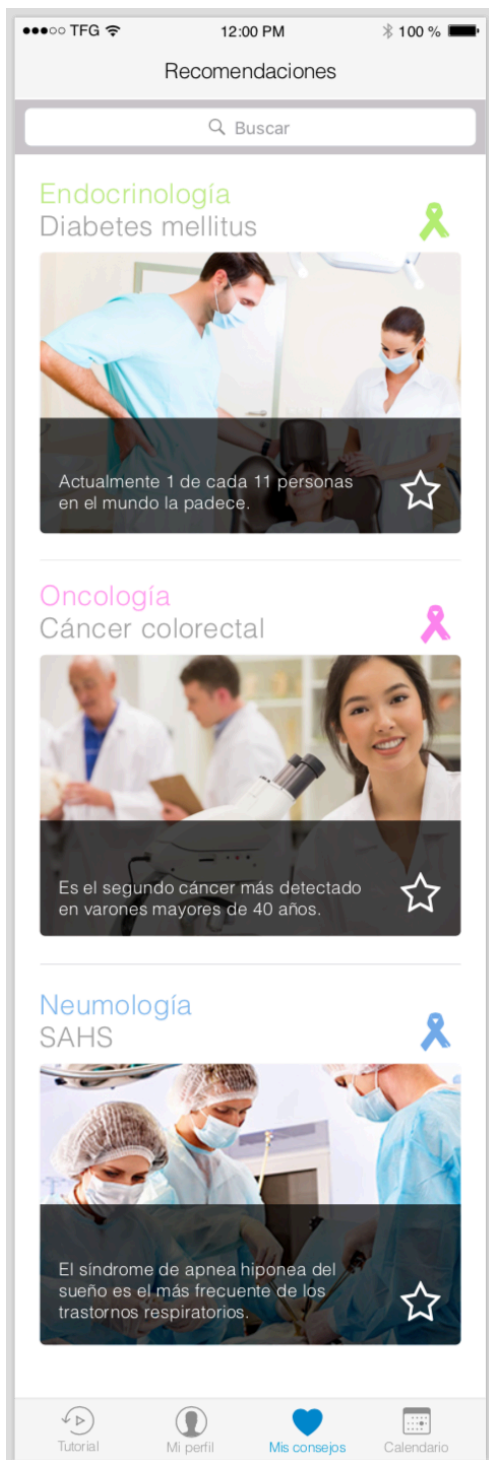 TFG 12:00 PM 100 %
Recomendaciones
Buscar
Endocrinología
Diabetes mellitus
Actualmente 1 de cada 11 personas
en el mundo la padece.
Oncología
Cáncer colorectal
Es el segundo cáncer más detectado
en varones mayores de 40 años.
Neumología
SAHS
El síndrome de apnea hiponea del
sueño es el más frecuente de los
trastornos respiratorios.
Tutorial Mi perfil Mis consejos Calendario